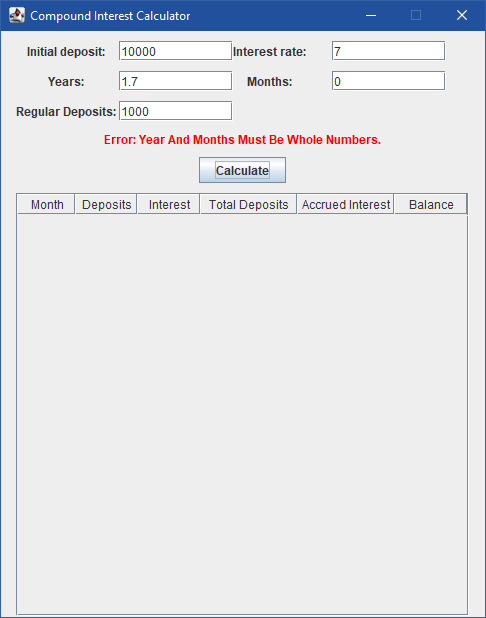 Compound Interest Calculator
Initial deposit: 10000 Interest rate: 7
Years: 1.7 Months: 0
Regular Deposits: 1000
Error: Year And Months Must Be Whole Numbers.
Calculate
Month Deposits Interest Total Deposits Accrued Interest Balance